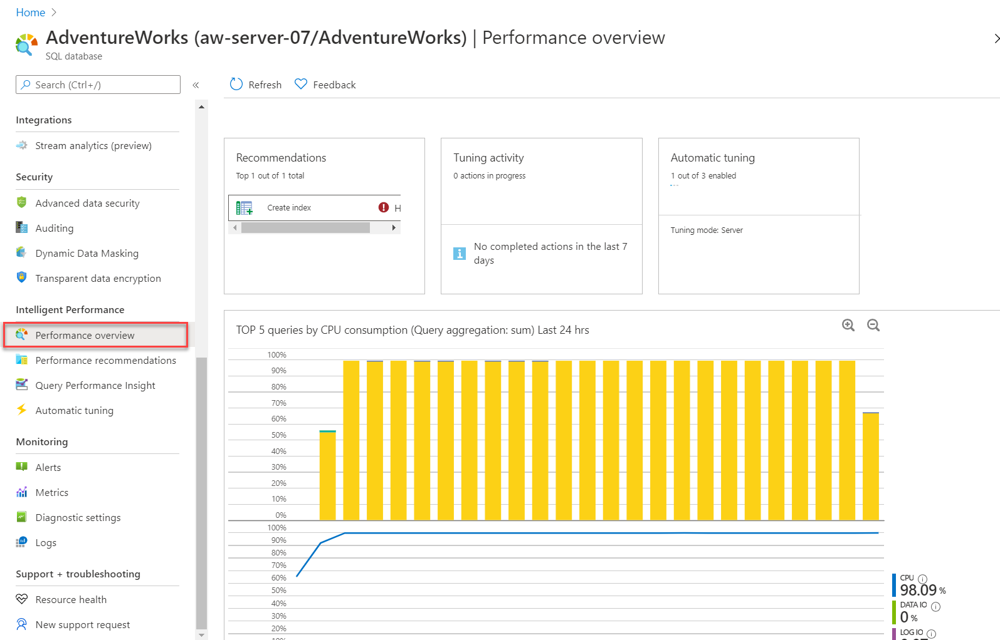 Home
AdventureWorks (aw-server-07/AdventureWorks) | Performance overview
SQL database
Search (Ctrl+/)
«
Refresh
Feedback
Integrations
Stream analytics (preview)
Security
Advanced data security
Auditing
Dynamic Data Masking
Transparent data encryption
Intelligent Performance
Performance overview
Performance recommendations
Query Performance Insight
Automatic tuning
Monitoring
Alerts
Metrics
Diagnostic settings
Logs
Support + troubleshooting
Resource health
New support request
Recommendations
Top 1 out of 1 total
Create index
H
Tuning activity
0 actions in progress
No completed actions in the last 7
days
Automatic tuning
1 out of 3 enabled
Tuning mode: Server
TOP 5 queries by CPU consumption (Query aggregation: sum) Last 24 hrs
100%
90%
80%
70%
60%
50%
40%
30%
20%
10%
0%
100%
90%
80%
70%
60%
50%
40%
30%
20%
10%
CPU
98.09 %
DATA IO
0 %
LOG IO